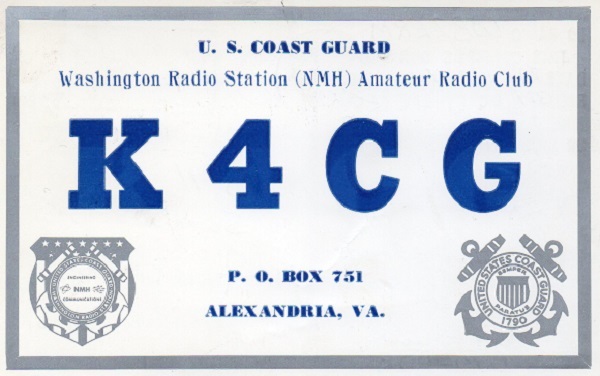 U. S. COAST GUARD
Washington Radio Station (NMH) Amateur Radio Club
K4CG
P. O. BOX 751
ALEXANDRIA, VA.
NMH
UNITED STATES COAST GUARD
SEMPER
PARATUS
1790